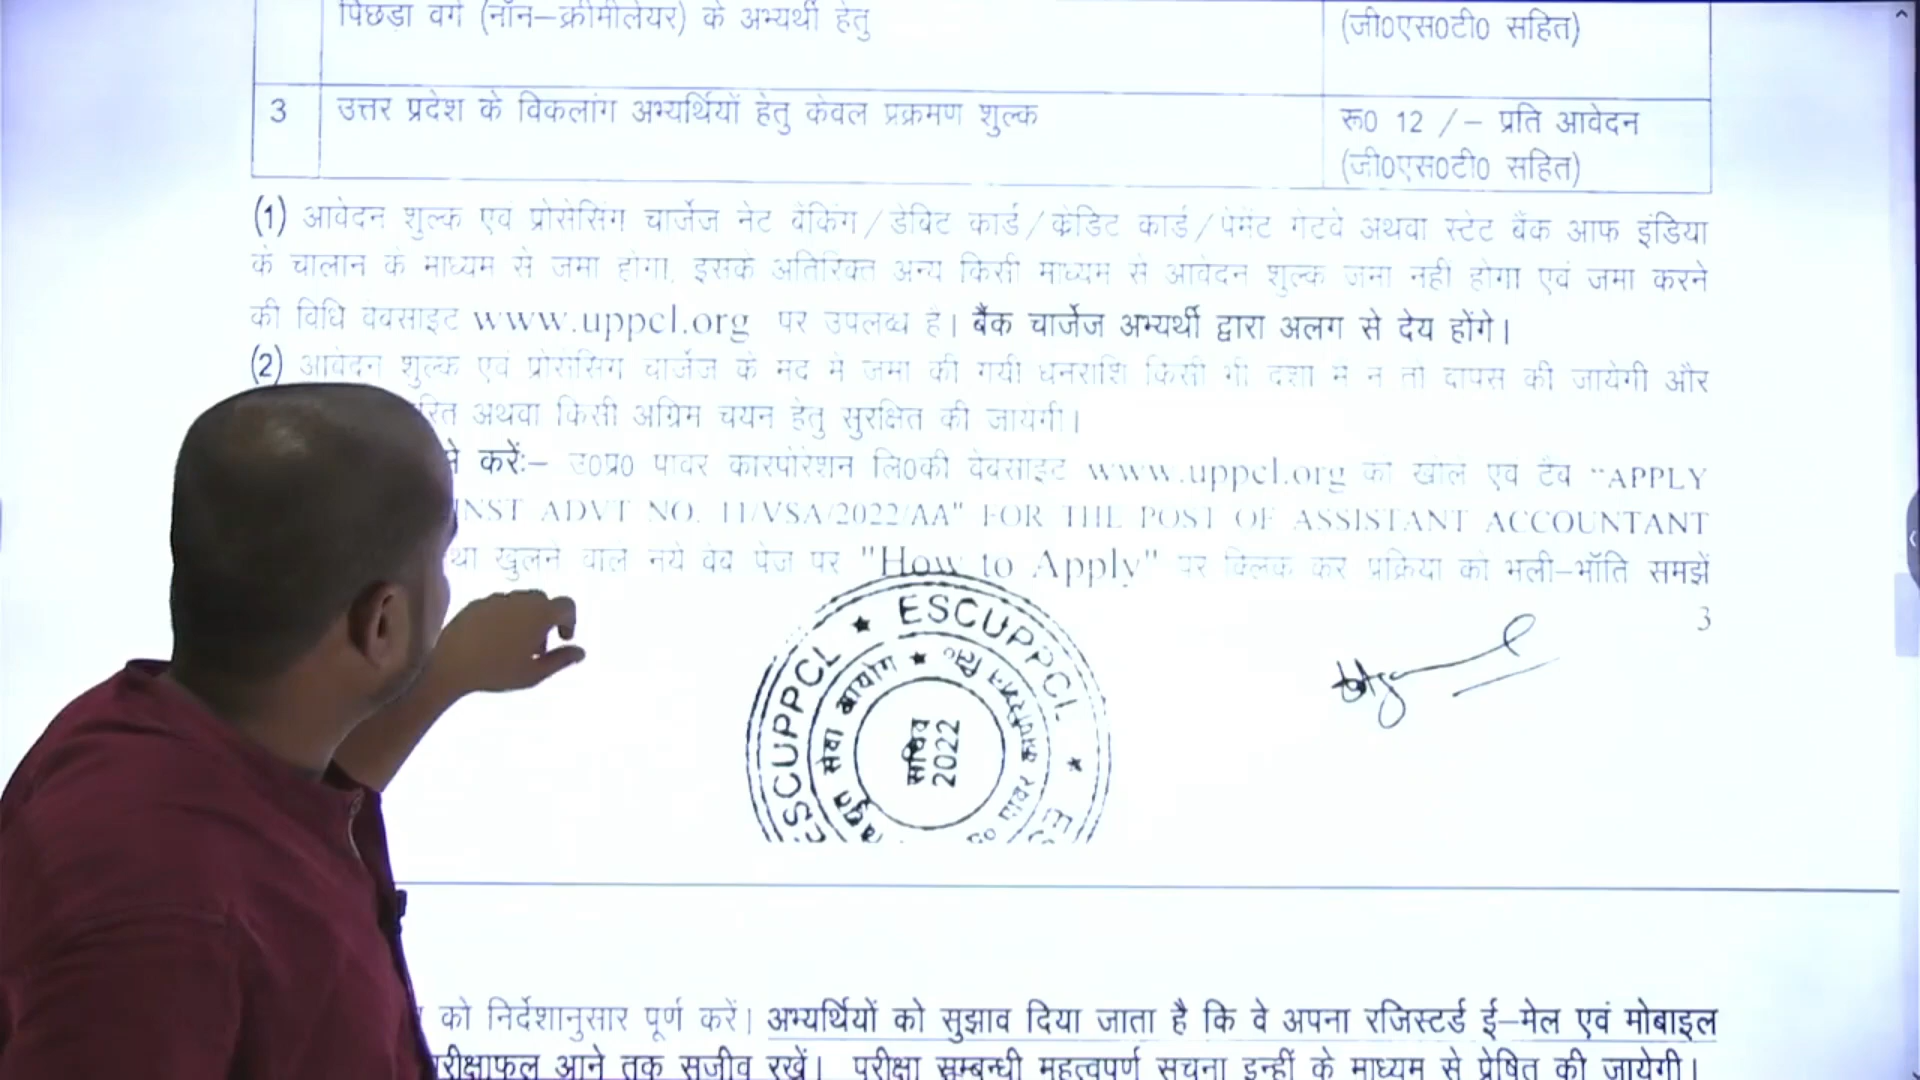 पिछड़ा वर्ग (नॉन–क्रीमीलेयर) के अभ्यर्थी हेतु
(जी0एस0टी0 सहित)
3
उत्तर प्रदेश के विकलांग अभ्यर्थियों हेतु केवल प्रक्रमण शुल्क
रू0 12 /– प्रति आवेदन
(जी0एस0टी0 सहित)
(1) आवेदन शुल्क एवं प्रोसेसिंग चार्जेज नेट बैंकिंग/डेबिट कार्ड/क्रेडिट कार्ड/पेमेंट गेटवे अथवा स्टेट बैंक आफ इंडिया
के चालान के माध्यम से जमा होगा, इसके अतिरिक्त अन्य किसी माध्यम से आवेदन शुल्क जमा नहीं होगा एवं जमा करने
की विधि वेबसाइट www.uppcl.org पर उपलब्ध है। बैंक चार्जेज अभ्यर्थी द्वारा अलग से देय होंगे।
(2) आवेदन शुल्क एवं प्रोसेसिंग चार्जेज के मद में जमा की गयी धनराशि किसी भी दशा में न तो वापस की जायेगी और
रित अथवा किसी अग्रिम चयन हेतु सुरक्षित की जायेगी।
करें:– उ0प्र0 पावर कारपोरेशन लि0की वेबसाइट www.uppcl.org को खोलें एवं टैब "APPLY
INST ADVT NO. 11/VSA/2022/AA" FOR THE POST OF ASSISTANT ACCOUNTANT
था खुलने वाले नये वेब पेज पर "How to Apply" पर क्लिक कर प्रक्रिया को भली–भॉति समझें
3
★ ESCUPPCL ★
ESCUPPCL
सेवा आयोग ★
पावर
सचिव
2022
को निर्देशानुसार पूर्ण करें। अभ्यर्थियों को सुझाव दिया जाता है कि वे अपना रजिस्टर्ड ई–मेल एवं मोबाइल
रीक्षाफल आने तक सजीव रखें। परीक्षा सम्बन्धी महत्वपूर्ण सूचना इन्हीं के माध्यम से प्रेषित की जायेगी।